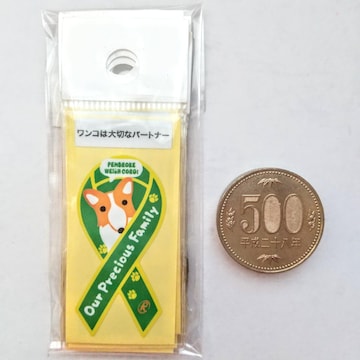 ワンコは大切なパートナー
PEMBROKE
WELSH CORGI
Our Precious Family
500
平成二十八年